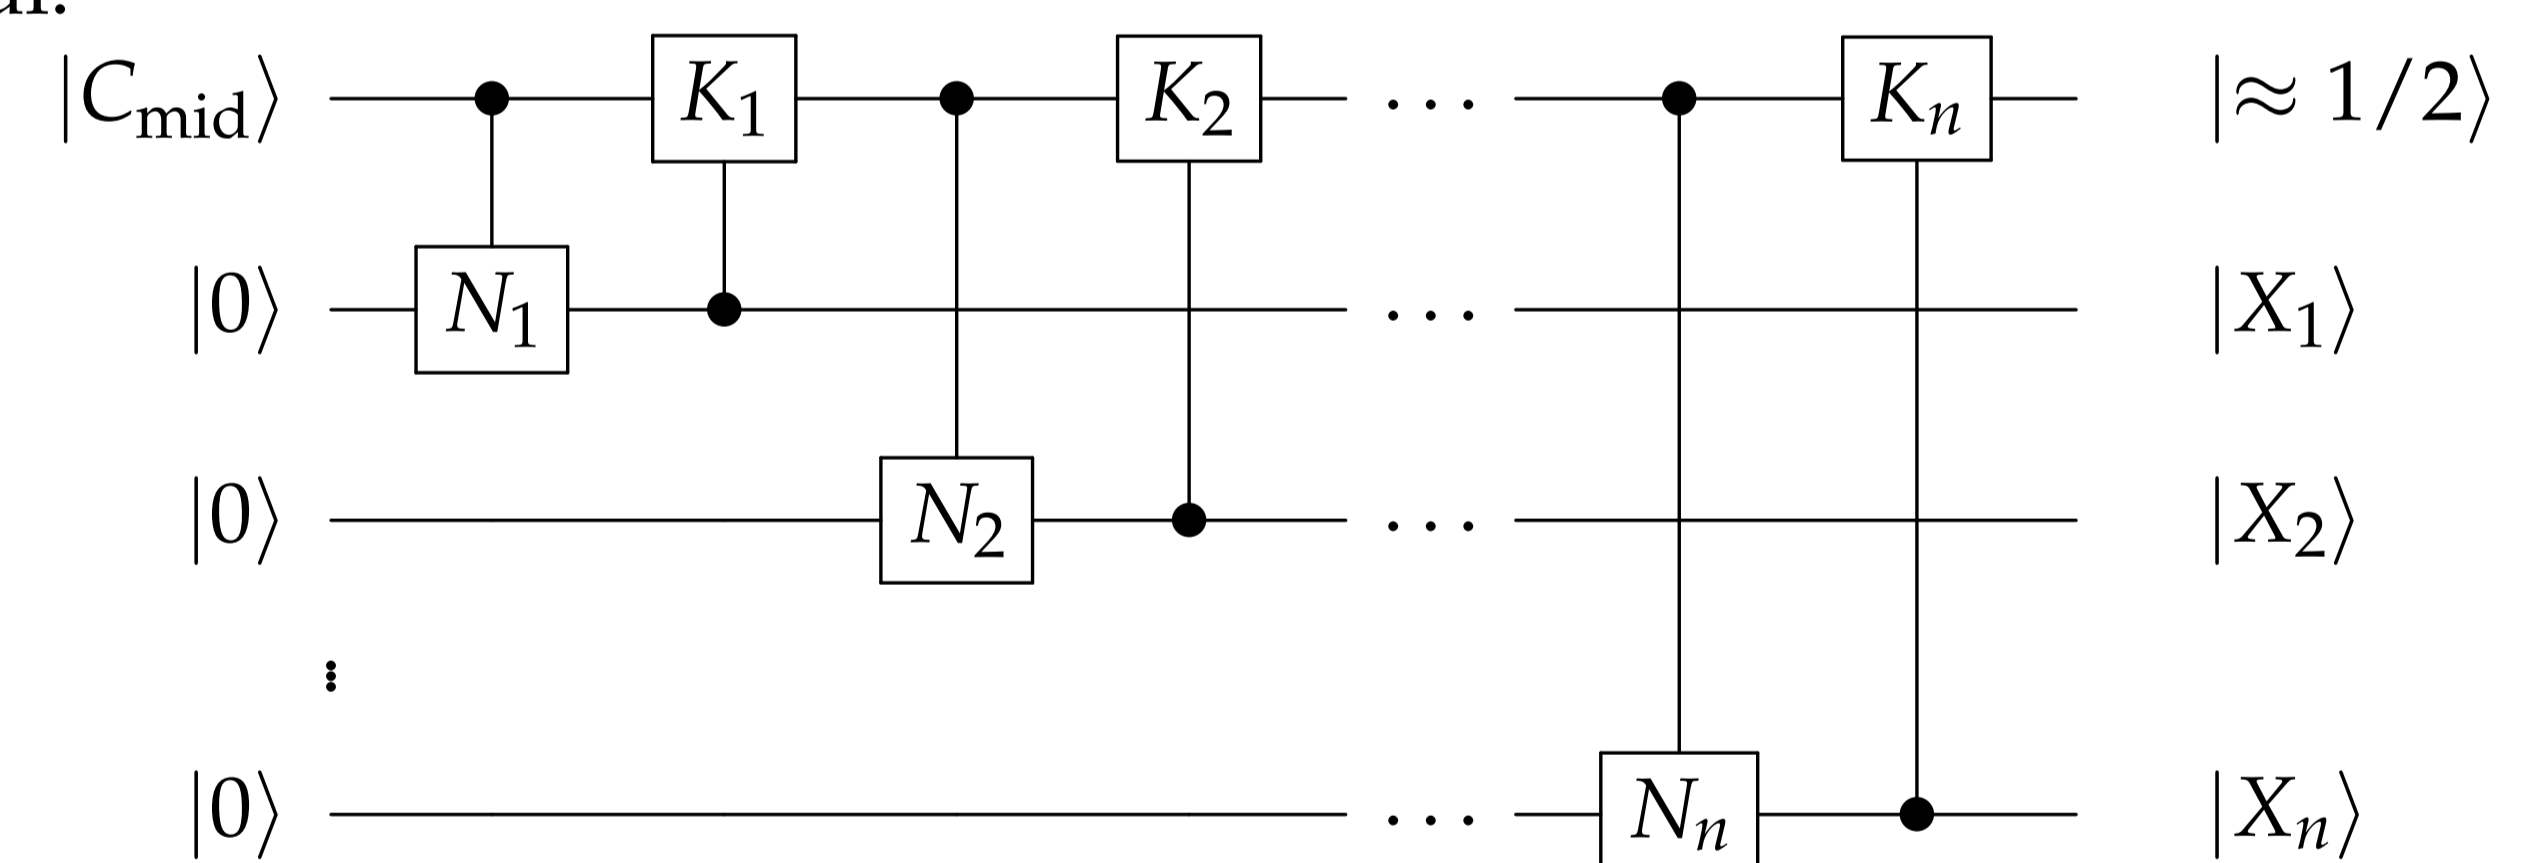 |C_mid⟩ K_1 K_2 · · · K_n |≈ 1/2⟩
|0⟩ N_1 · · · |X_1⟩
|0⟩ N_2 · · · |X_2⟩
|0⟩ · · · N_n |X_n⟩